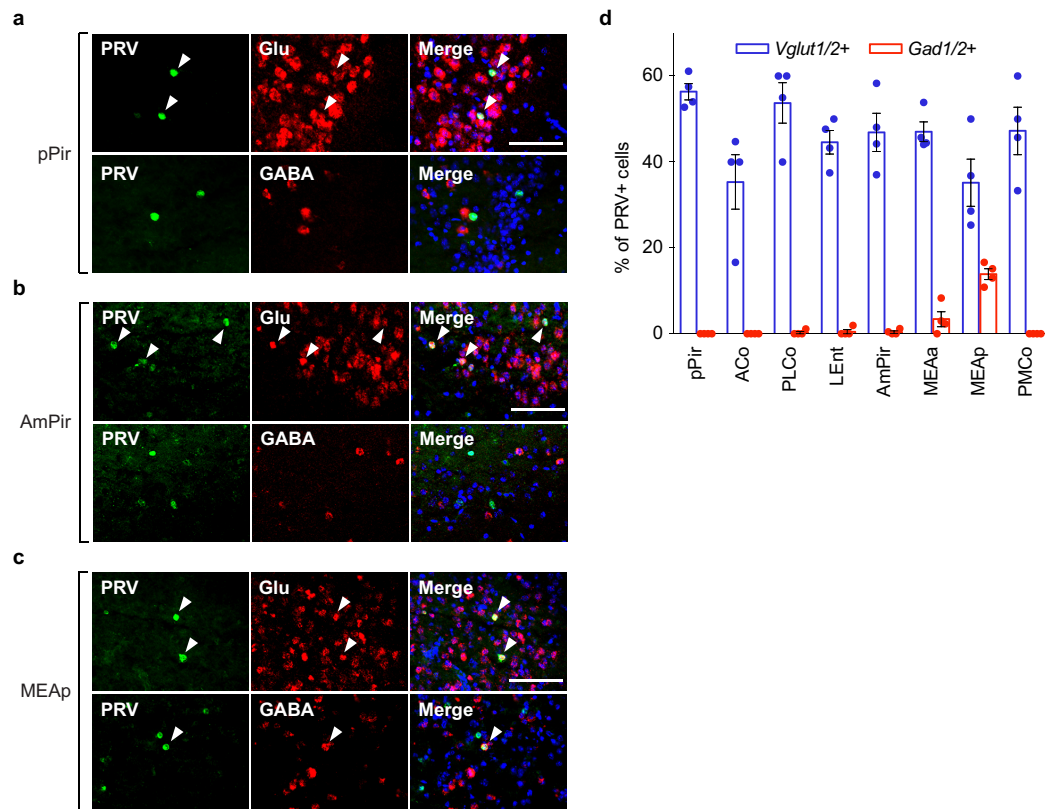 a
PRV Glu Merge
pPir
PRV GABA Merge
b
PRV Glu Merge
AmPir
PRV GABA Merge
c
PRV Glu Merge
MEAp
PRV GABA Merge
d
Vglut1/2+ Gad1/2+
% of PRV+ cells
60
40
20
0
pPir ACo PLCo LEnt AmPir MEAa MEAp PMCo